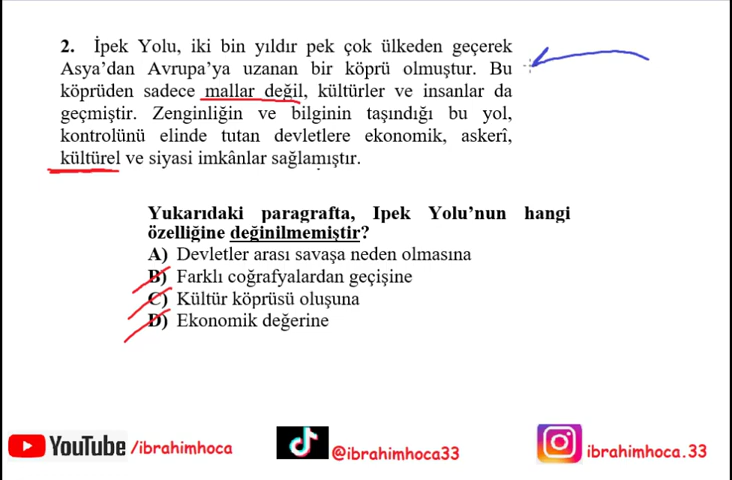 2. İpek Yolu, iki bin yıldır pek çok ülkeden geçerek
Asya’dan Avrupa’ya uzanan bir köprü olmuştur. Bu
köprüden sadece mallar değil, kültürler ve insanlar da
geçmiştir. Zenginliğin ve bilginin taşındığı bu yol,
kontrolünü elinde tutan devletlere ekonomik, askerî,
kültürel ve siyasi imkânlar sağlamıştır.
Yukarıdaki paragrafta, Ipek Yolu’nun hangi
özelliğine değinilmemiştir?
A) Devletler arası savaşa neden olmasına
B) Farklı coğrafyalardan geçişine
C) Kültür köprüsü oluşuna
D) Ekonomik değerine
YouTube /ibrahimhoca
@ibrahimhoca33
ibrahimhoca.33